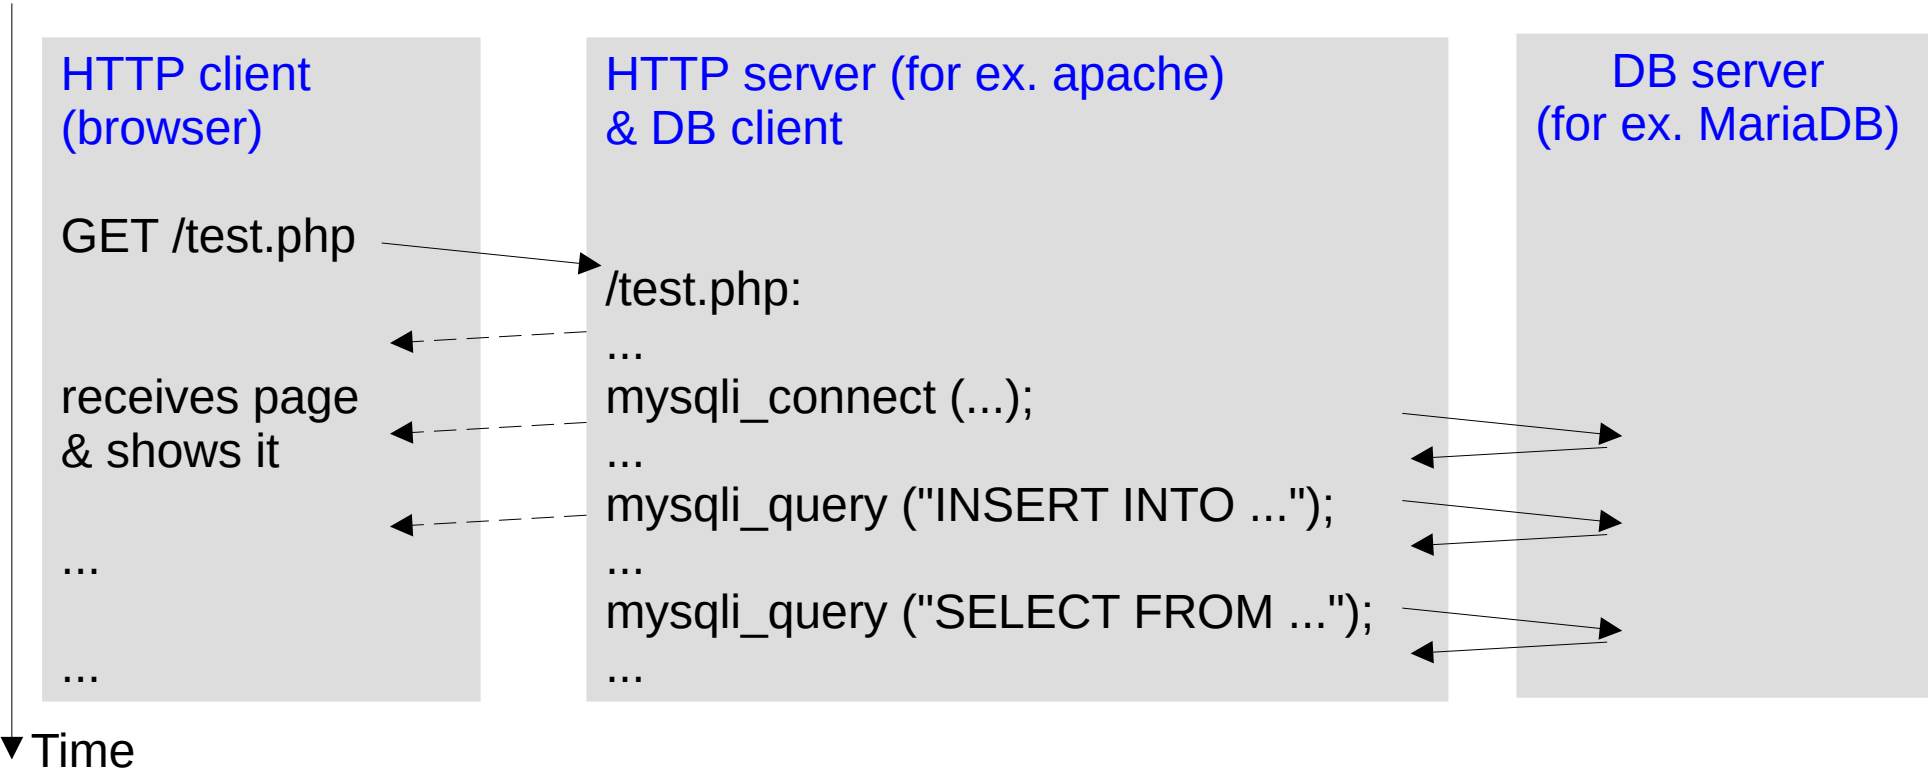 HTTP client
(browser)
GET /test.php
receives page
& shows it
...
...
HTTP server (for ex. apache)
& DB client
/test.php:
...
mysqli_connect (...);
...
mysqli_query ("INSERT INTO ...");
...
mysqli_query ("SELECT FROM ...");
...
DB server
(for ex. MariaDB)
Time